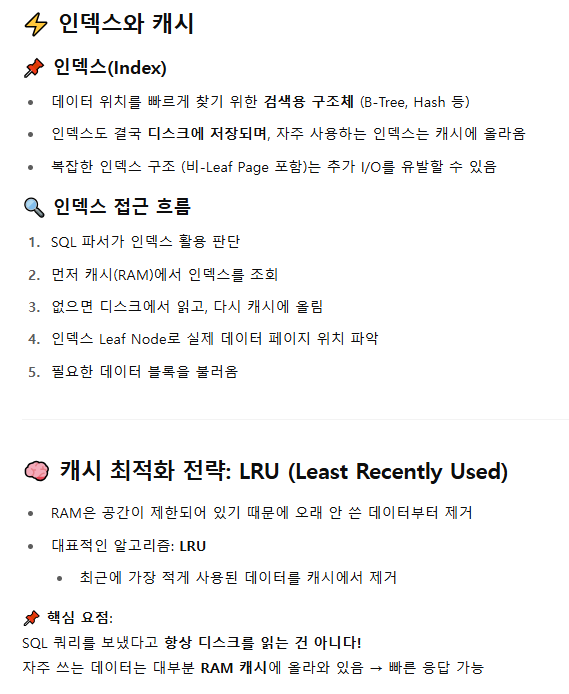 ⚡ 인덱스와 캐시
📌 인덱스(Index)
• 데이터 위치를 빠르게 찾기 위한 검색용 구조체 (B-Tree, Hash 등)
• 인덱스도 결국 디스크에 저장되며, 자주 사용하는 인덱스는 캐시에 올라옴
• 복잡한 인덱스 구조 (비-Leaf Page 포함)는 추가 I/O를 유발할 수 있음
🔍 인덱스 접근 흐름
1. SQL 파서가 인덱스 활용 판단
2. 먼저 캐시(RAM)에서 인덱스를 조회
3. 없으면 디스크에서 읽고, 다시 캐시에 올림
4. 인덱스 Leaf Node로 실제 데이터 페이지 위치 파악
5. 필요한 데이터 블록을 불러옴
🧠 캐시 최적화 전략: LRU (Least Recently Used)
• RAM은 공간이 제한되어 있기 때문에 오래 안 쓴 데이터부터 제거
• 대표적인 알고리즘: LRU
• 최근에 가장 적게 사용된 데이터를 캐시에서 제거
📌 핵심 요점:
SQL 쿼리를 보냈다고 항상 디스크를 읽는 건 아니다!
자주 쓰는 데이터는 대부분 RAM 캐시에 올라와 있음 → 빠른 응답 가능